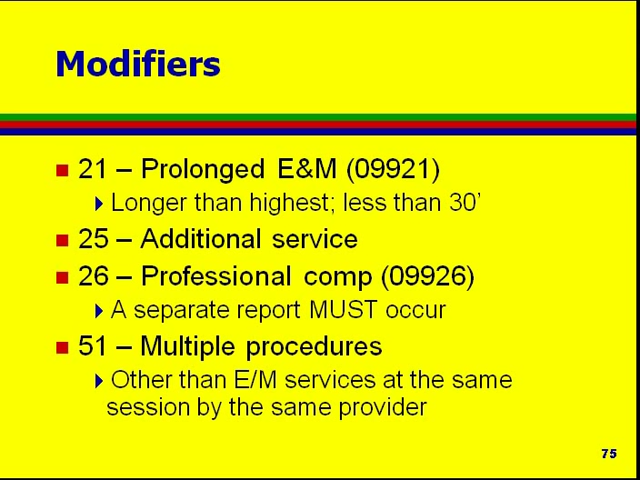 Modifiers
21 – Prolonged E&M (09921)
Longer than highest; less than 30’
25 – Additional service
26 – Professional comp (09926)
A separate report MUST occur
51 – Multiple procedures
Other than E/M services at the same
session by the same provider
75